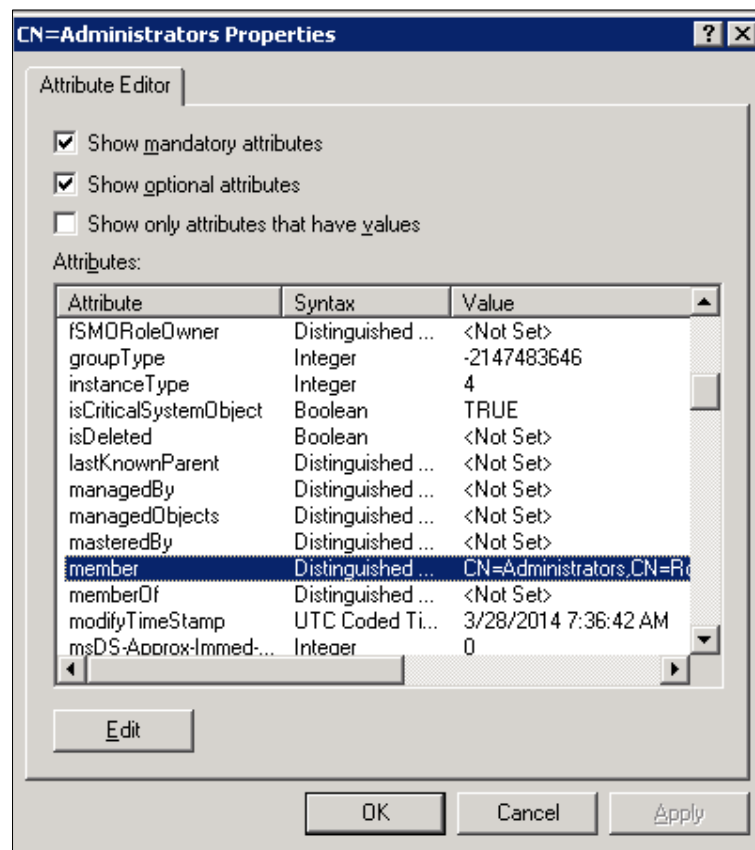 CN=Administrators Properties
Attribute Editor
Show mandatory attributes
Show optional attributes
Show only attributes that have values
Attributes:
Attribute Syntax Value
fSMORoleOwner Distinguished ... <Not Set>
groupType Integer -2147483646
instanceType Integer 4
isCriticalSystemObject Boolean TRUE
isDeleted Boolean <Not Set>
lastKnownParent Distinguished ... <Not Set>
managedBy Distinguished ... <Not Set>
managedObjects Distinguished ... <Not Set>
masteredBy Distinguished ... <Not Set>
member Distinguished ... CN=Administrators,CN=Ro
memberOf Distinguished ... <Not Set>
modifyTimeStamp UTC Coded Ti... 3/28/2014 7:36:42 AM
msDS-Approx-Immed-... Integer 0
Edit
OK Cancel Apply